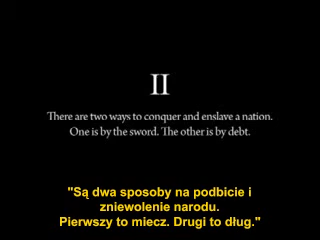 II
There are two ways to conquer and enslave a nation.
One is by the sword. The other is by debt.
"Są dwa sposoby na podbicie i
zniewolenie narodu.
Pierwszy to miecz. Drugi to dług."